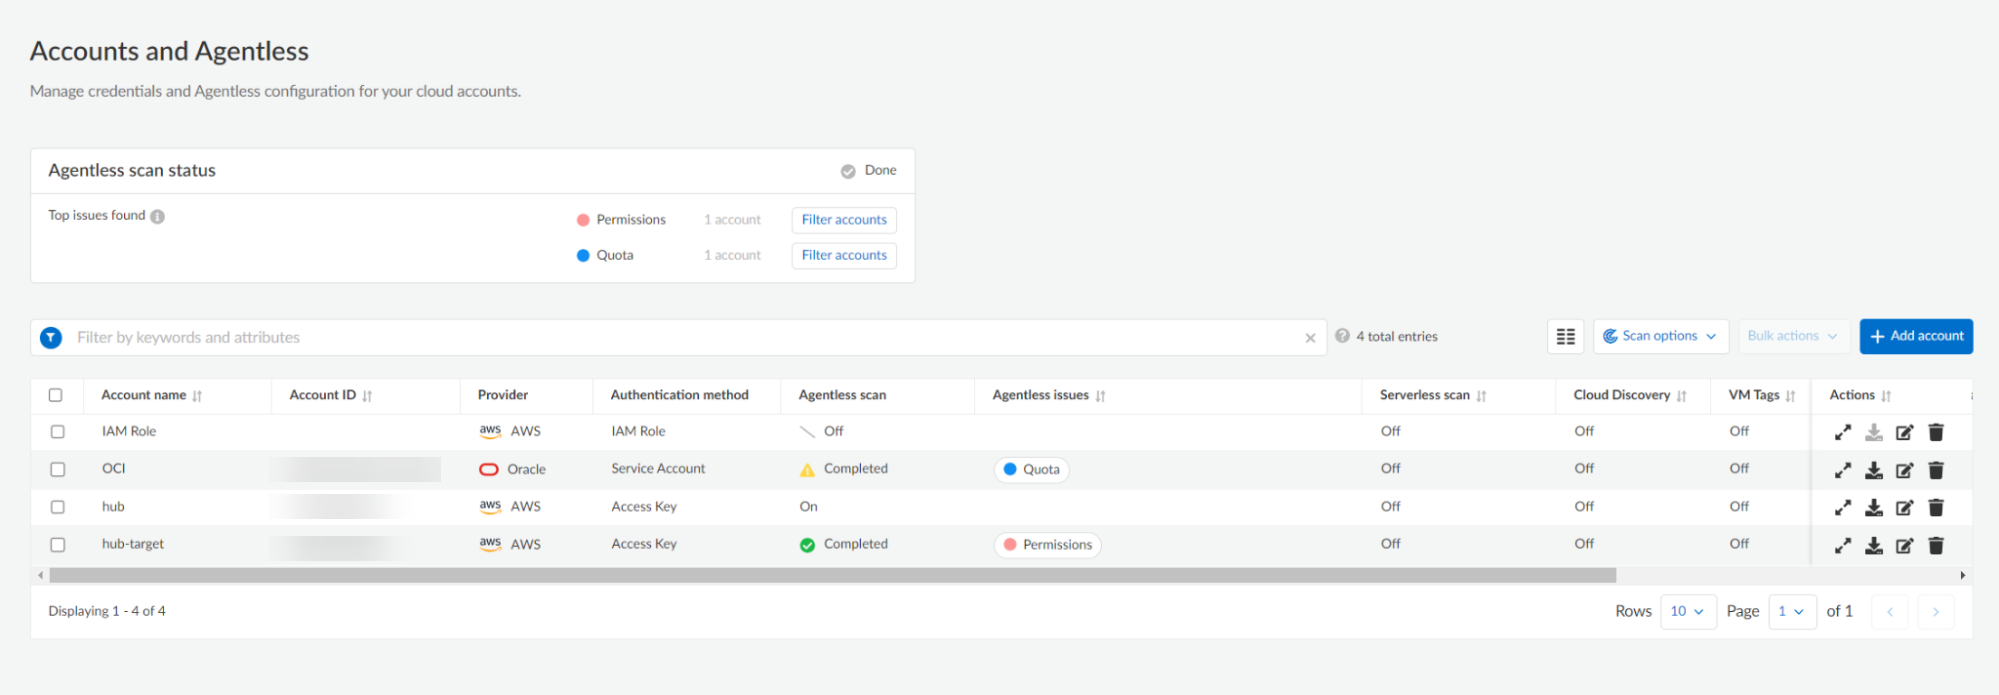 Accounts and Agentless
Manage credentials and Agentless configuration for your cloud accounts.
Agentless scan status
Done
Top issues found
Permissions 1 account Filter accounts
Quota 1 account Filter accounts
Filter by keywords and attributes
4 total entries
Scan options
Bulk actions
Add account
Account name Account ID Provider Authentication method Agentless scan Agentless issues Serverless scan Cloud Discovery VM Tags Actions
IAM Role aws AWS IAM Role Off Off Off Off
OCI Oracle Service Account Completed Quota Off Off Off
hub aws AWS Access Key On Off Off Off
hub-target aws AWS Access Key Completed Permissions Off Off Off
Displaying 1 - 4 of 4
Rows 10 Page 1 of 1